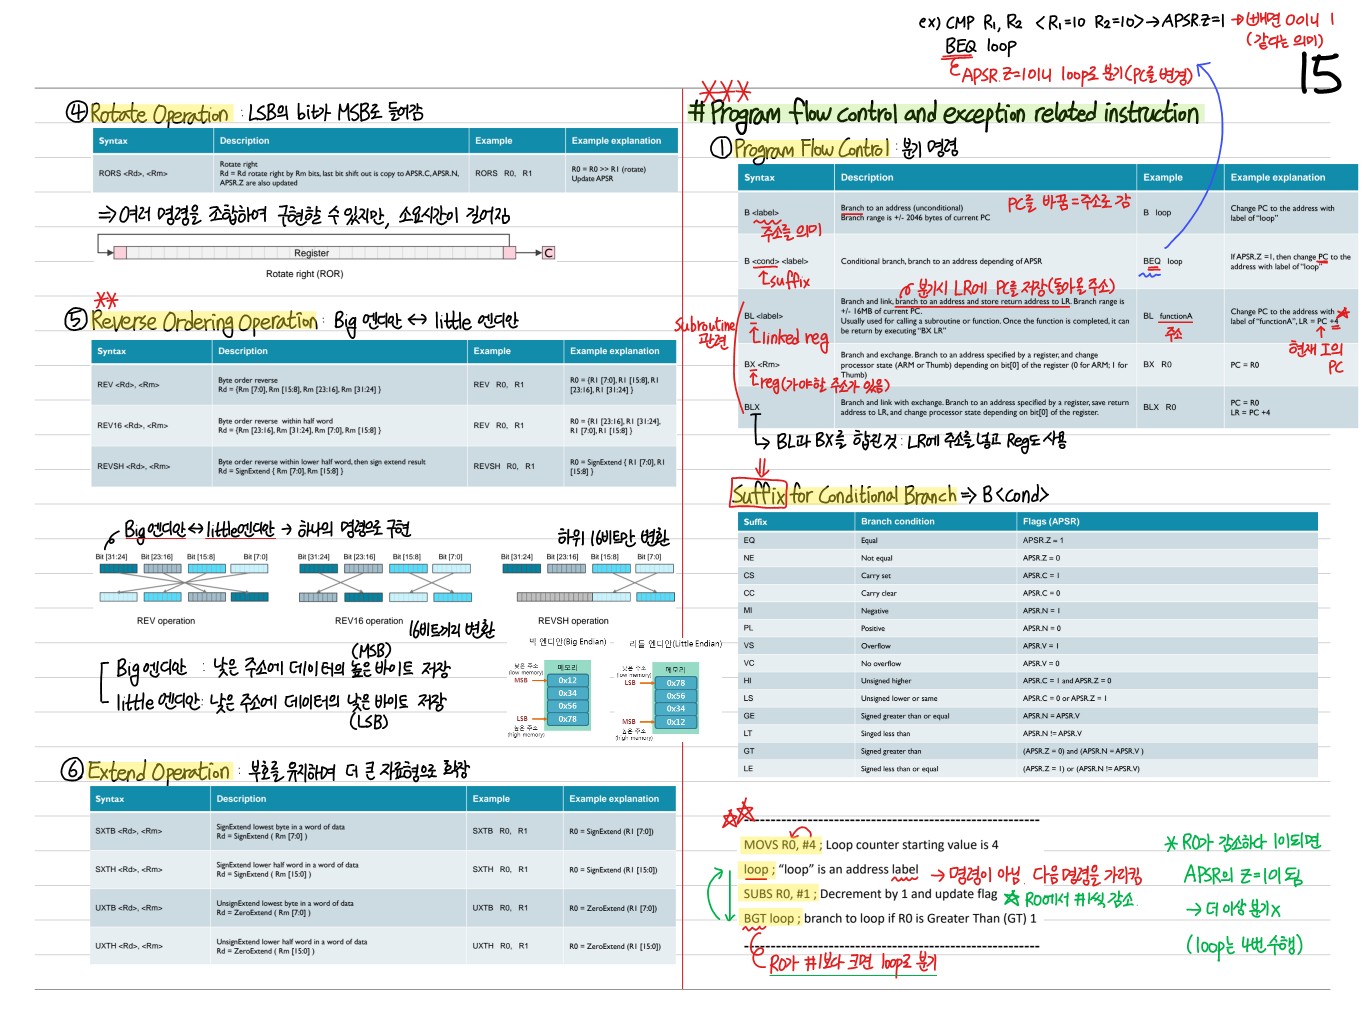 ex) CMP R1, R2 <R1=10 R2=10> → APSR.Z=1 → 빼면 0이니 1
(같다는 의미)
BEQ loop
APSR.Z=1이니 loop로 분기(PC를 변경)
15
④ Rotate Operation : LSB의 bit가 MSB로 들어감
Syntax Description Example Example explanation
RORS <Rd>, <Rm>
Rotate right
Rd = Rd rotate right by Rm bits, last bit shift out is copy to APSR.C, APSR.N,
APSR.Z are also updated
RORS R0, R1
R0 = R0 >> R1 (rotate)
Update APSR
⇒ 여러 명령을 조합하여 구현할 수 있지만, 소요시간이 길어짐
Register
C
Rotate right (ROR)
⑤ Reverse Ordering Operation : Big 엔디안 ↔ little 엔디안
Syntax Description Example Example explanation
REV <Rd>, <Rm>
Byte order reverse
Rd = {Rm [7:0], Rm [15:8], Rm [23:16], Rm [31:24] }
REV R0, R1
R0 = {R1 [7:0], R1 [15:8], R1
[23:16], R1 [31:24] }
REV16 <Rd>, <Rm>
Byte order reverse within half word
Rd = {Rm [23:16], Rm [31:24], Rm [7:0], Rm [15:8] }
REV R0, R1
R0 = {R1 [23:16], R1 [31:24],
R1 [7:0], R1 [15:8] }
REVSH <Rd>, <Rm>
Byte order reverse within lower half word, then sign extend result
Rd = SignExtend { Rm [7:0], Rm [15:8] }
REVSH R0, R1
R0 = SignExtend { R1 [7:0], R1
[15:8] }
Big 엔디안 ↔ little엔디안 → 하나의 명령으로 구현
하위 16비트만 변환
Bit [31:24] Bit [23:16] Bit [15:8] Bit [7:0]
Bit [31:24] Bit [23:16] Bit [15:8] Bit [7:0]
Bit [31:24] Bit [23:16] Bit [15:8] Bit [7:0]
REV operation
REV16 operation
REVSH operation
16비트끼리 변환
(MSB)
Big 엔디안 : 낮은 주소에 데이터의 높은 바이트 저장
little 엔디안: 낮은 주소에 데이터의 낮은 바이트 저장
(LSB)
빅 엔디안(Big Endian)
낮은 주소
(low memory)
메모리
MSB
0x12
0x34
0x56
LSB
0x78
높은 주소
(high memory)
리틀 엔디안(Little Endian)
낮은 주소
(low memory)
메모리
LSB
0x78
0x56
0x34
MSB
0x12
높은 주소
(high memory)
⑥ Extend Operation : 부호를 유지하며 더 큰 자료형으로 확장
Syntax Description Example Example explanation
SXTB <Rd>, <Rm>
SignExtend lowest byte in a word of data
Rd = SignExtend ( Rm [7:0] )
SXTB R0, R1
R0 = SignExtend (R1 [7:0])
SXTH <Rd>, <Rm>
SignExtend lower half word in a word of data
Rd = SignExtend ( Rm [15:0] )
SXTH R0, R1
R0 = SignExtend (R1 [15:0])
UXTB <Rd>, <Rm>
UnsignExtend lowest byte in a word of data
Rd = ZeroExtend ( Rm [7:0] )
UXTB R0, R1
R0 = ZeroExtend (R1 [7:0])
UXTH <Rd>, <Rm>
UnsignExtend lower half word in a word of data
Rd = ZeroExtend ( Rm [15:0] )
UXTH R0, R1
R0 = ZeroExtend (R1 [15:0])
# Program flow control and exception related instruction
① Program Flow Control : 분기 명령
Syntax Description Example Example explanation
B <label>
주소를 의미
Branch to an address (unconditional)
Branch range is +/- 2046 bytes of current PC
PC를 바꿈 = 주소로 감
B loop
Change PC to the address with
label of "loop"
B <cond> <label>
suffix
Conditional branch, branch to an address depending of APSR
BEQ loop
If APSR.Z =1, then change PC to the
address with label of "loop"
분기시 LR에 PC를 저장(돌아올 주소)
Subroutine
관련
BL <label>
linked reg
Branch and link, branch to an address and store return address to LR. Branch range is
+/- 16MB of current PC.
Usually used for calling a subroutine or function. Once the function is completed, it can
be return by executing "BX LR"
BL functionA
주소
Change PC to the address with
label of "functionA", LR = PC +4
현재 I의
PC
BX <Rm>
reg(가야할 주소가 있음)
Branch and exchange. Branch to an address specified by a register, and change
processor state (ARM or Thumb) depending on bit[0] of the register (0 for ARM; 1 for
Thumb)
BX R0
PC = R0
BLX
Branch and link with exchange. Branch to an address specified by a register, save return
address to LR, and change processor state depending on bit[0] of the register.
BLX R0
PC = R0
LR = PC +4
BL과 BX를 합친것 : LR에 주소를 넣고 Reg도 사용
Suffix for Conditional Branch ⇒ B<cond>
Suffix Branch condition Flags (APSR)
EQ Equal APSR.Z = 1
NE Not equal APSR.Z = 0
CS Carry set APSR.C = 1
CC Carry clear APSR.C = 0
MI Negative APSR.N = 1
PL Positive APSR.N = 0
VS Overflow APSR.V = 1
VC No overflow APSR.V = 0
HI Unsigned higher APSR.C = 1 and APSR.Z = 0
LS Unsigned lower or same APSR.C = 0 or APSR.Z = 1
GE Signed greater than or equal APSR.N = APSR.V
LT Singed less than APSR.N != APSR.V
GT Signed greater than (APSR.Z = 0) and (APSR.N = APSR.V )
LE Signed less than or equal (APSR.Z = 1) or (APSR.N != APSR.V)
MOVS R0, #4 ; Loop counter starting value is 4
loop ; "loop" is an address label → 명령이 아님. 다음 명령을 가리킴
SUBS R0, #1 ; Decrement by 1 and update flag ☆ R0에서 #1씩 감소
BGT loop ; branch to loop if R0 is Greater Than (GT) 1
R0가 #1보다 크면 loop로 분기
* R0가 감소하다 1이되면
APSR의 Z=1이 됨
→ 더 이상 분기x
(loop는 4번 수행)